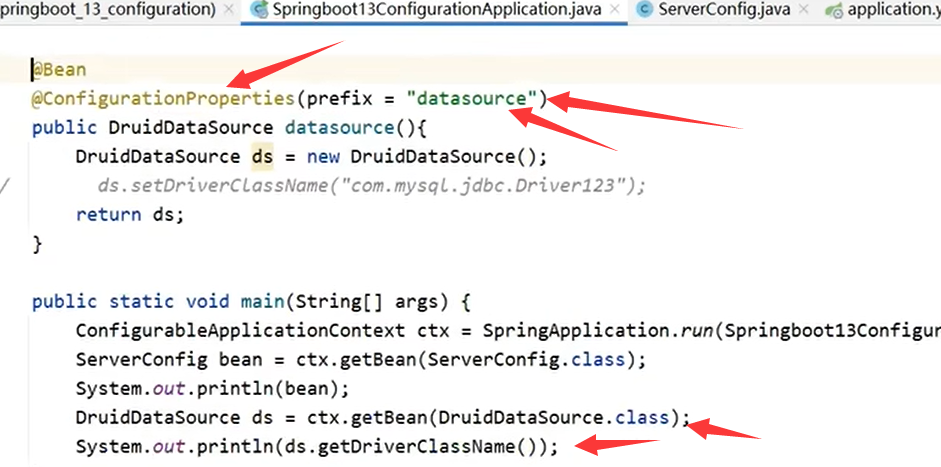 pringboot_13_configuration) × Springboot13ConfigurationApplication.java × ServerConfig.java × application.y
@Bean
@ConfigurationProperties(prefix = "datasource")
public DruidDataSource datasource(){
DruidDataSource ds = new DruidDataSource();
/ ds.setDriverClassName("com.mysql.jdbc.Driver123");
return ds;
}
public static void main(String[] args) {
ConfigurableApplicationContext ctx = SpringApplication.run(Springboot13Configur
ServerConfig bean = ctx.getBean(ServerConfig.class);
System.out.println(bean);
DruidDataSource ds = ctx.getBean(DruidDataSource.class);
System.out.println(ds.getDriverClassName());